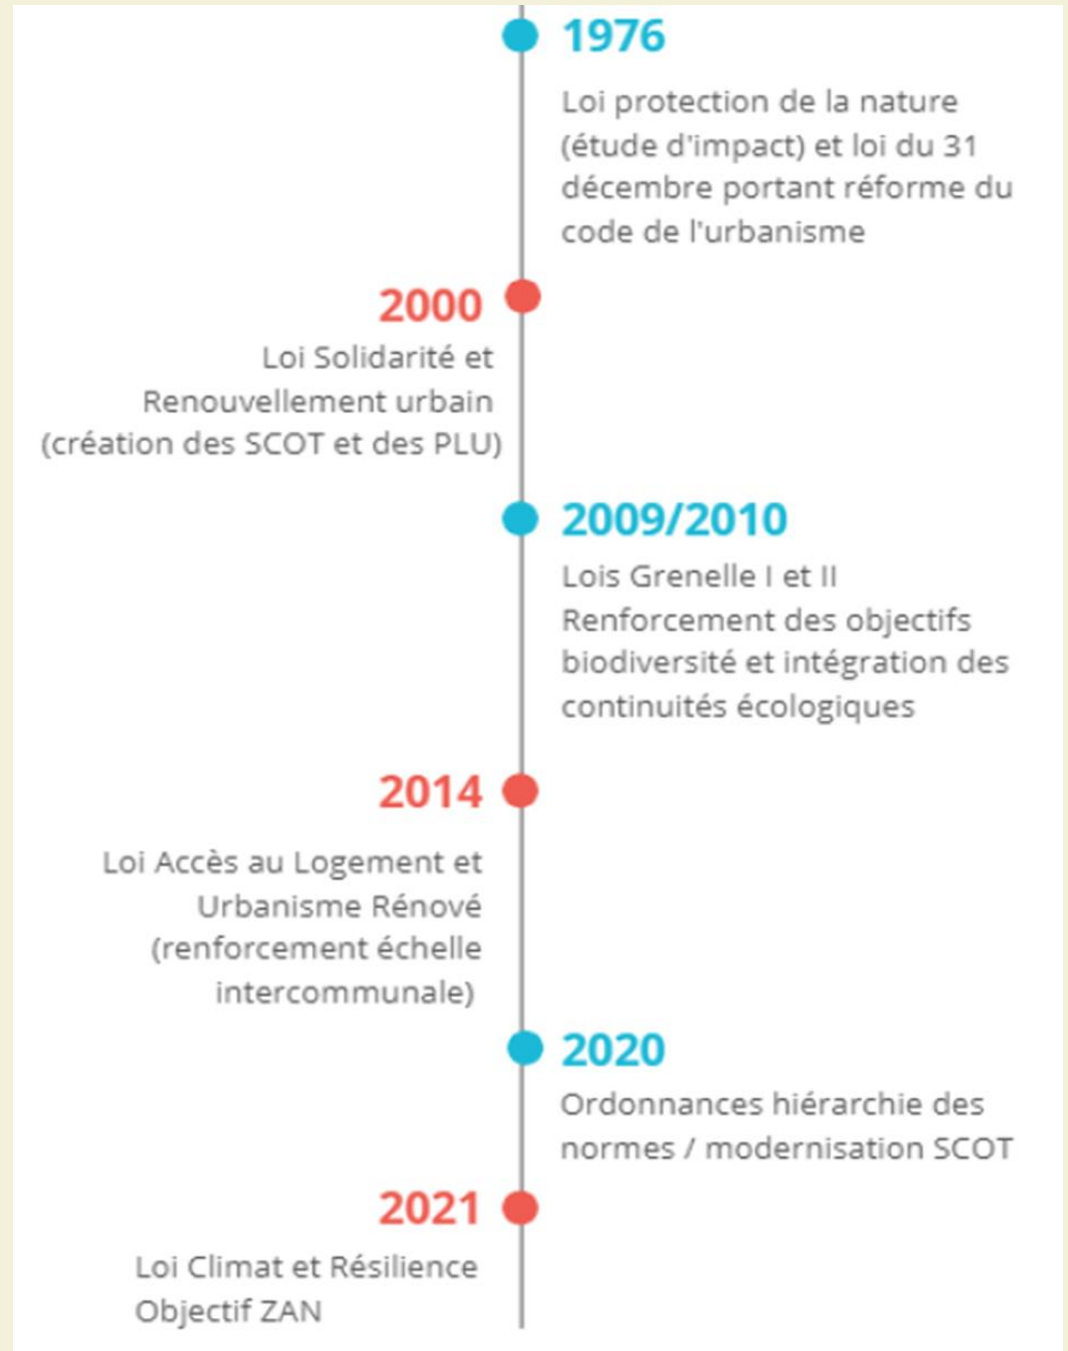 1976
Loi protection de la nature
(étude d'impact) et loi du 31
décembre portant réforme du
code de l'urbanisme
2000
Loi Solidarité et
Renouvellement urbain
(création des SCOT et des PLU)
2009/2010
Lois Grenelle I et II
Renforcement des objectifs
biodiversité et intégration des
continuités écologiques
2014
Loi Accès au Logement et
Urbanisme Rénové
(renforcement échelle
intercommunale)
2020
Ordonnances hiérarchie des
normes / modernisation SCOT
2021
Loi Climat et Résilience
Objectif ZAN